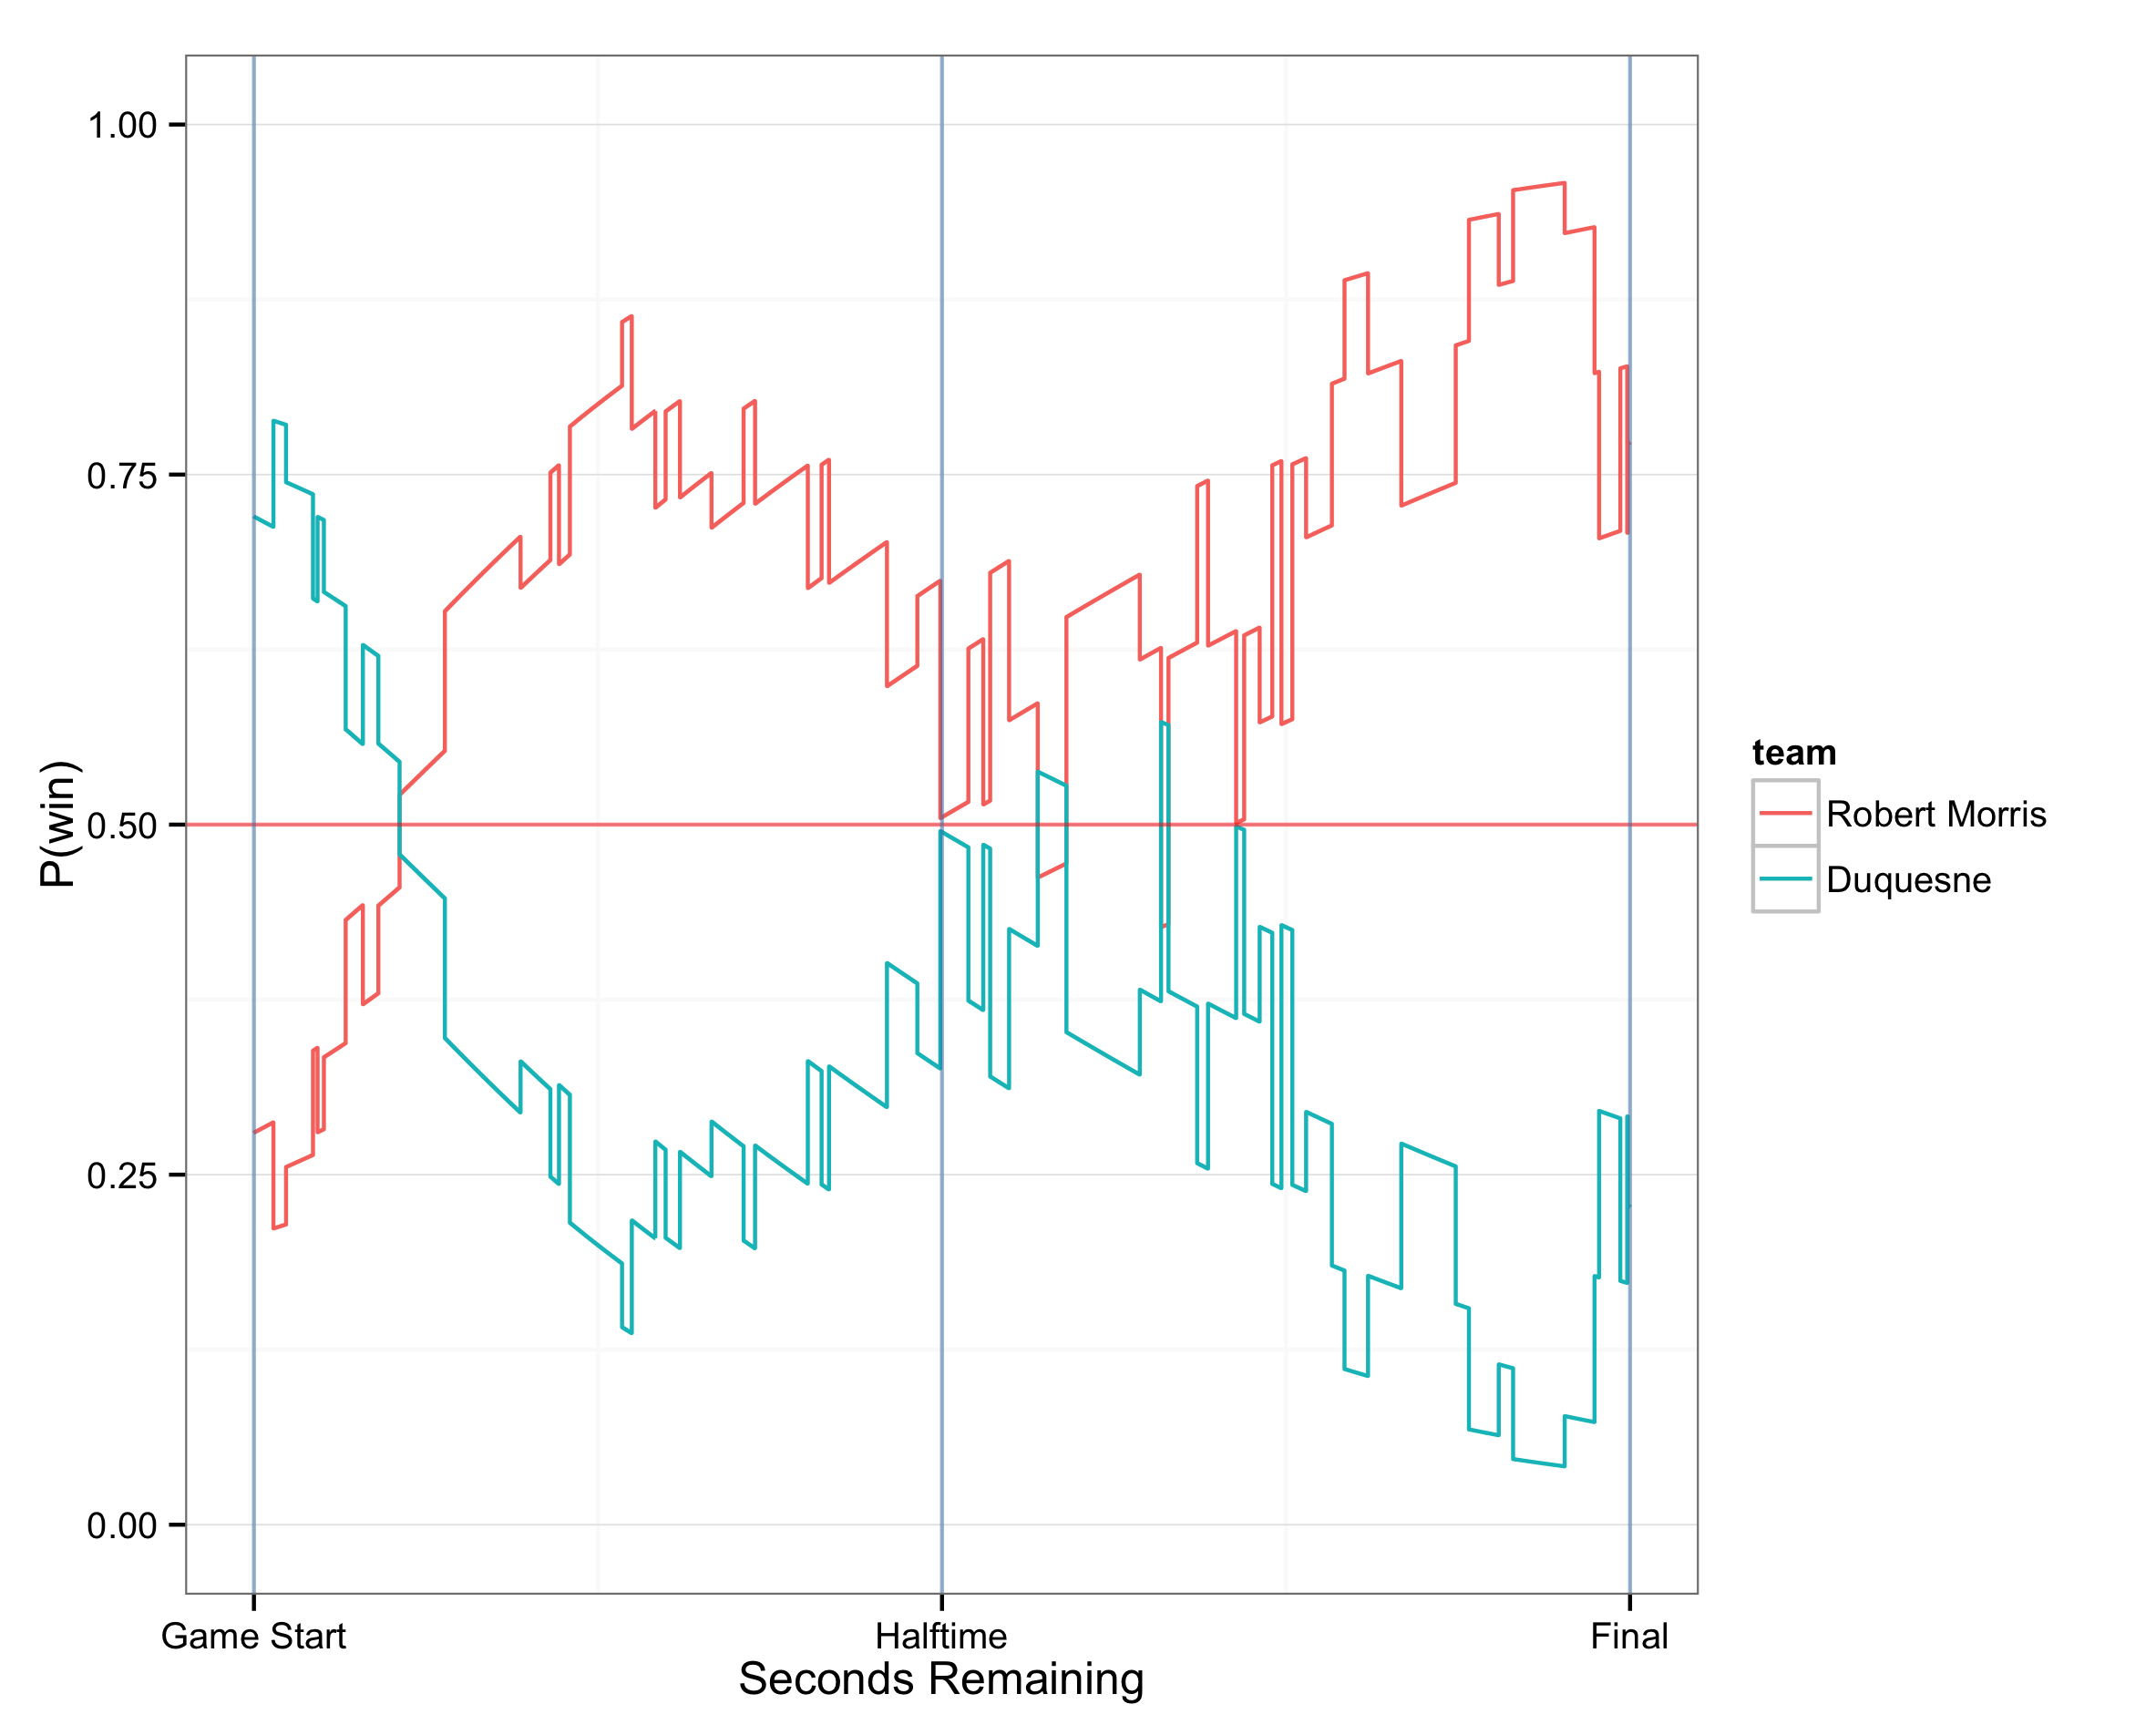 1.00
0.75
0.50
0.25
0.00
P(win)
Game Start
Halftime
Final
Seconds Remaining
team
Robert Morris
Duquesne